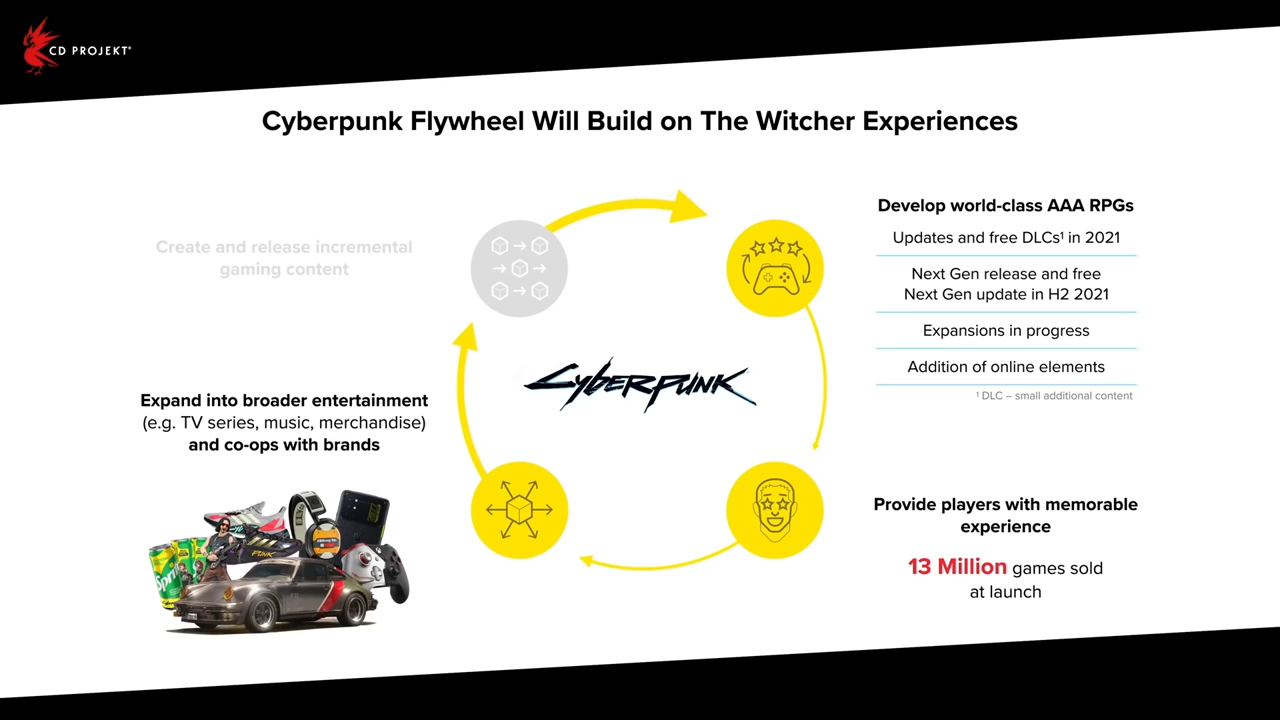 CD PROJEKT®
Cyberpunk Flywheel Will Build on The Witcher Experiences
Create and release incremental
gaming content
Develop world-class AAA RPGs
Updates and free DLCs¹ in 2021
Next Gen release and free
Next Gen update in H2 2021
Expansions in progress
Addition of online elements
¹ DLC – small additional content
CYBERPUNK
Expand into broader entertainment
(e.g. TV series, music, merchandise)
and co-ops with brands
PUNK
Provide players with memorable
experience
13 Million games sold
at launch